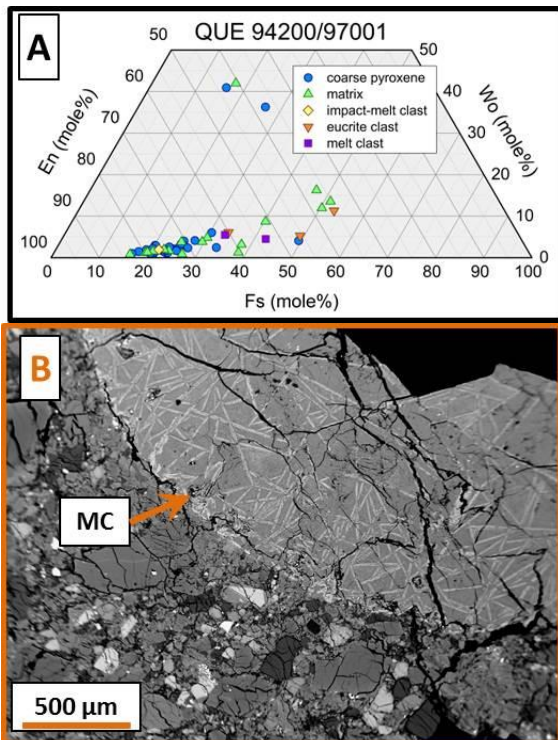 A
QUE 94200/97001
50
60
70
80
90
100
En (mole%)
50
40
30
20
10
0
Wo (mole%)
coarse pyroxene
matrix
impact-melt clast
eucrite clast
melt clast
0 10 20 30 40 50 60 70 80 90 100
Fs (mole%)
B
MC
500 µm